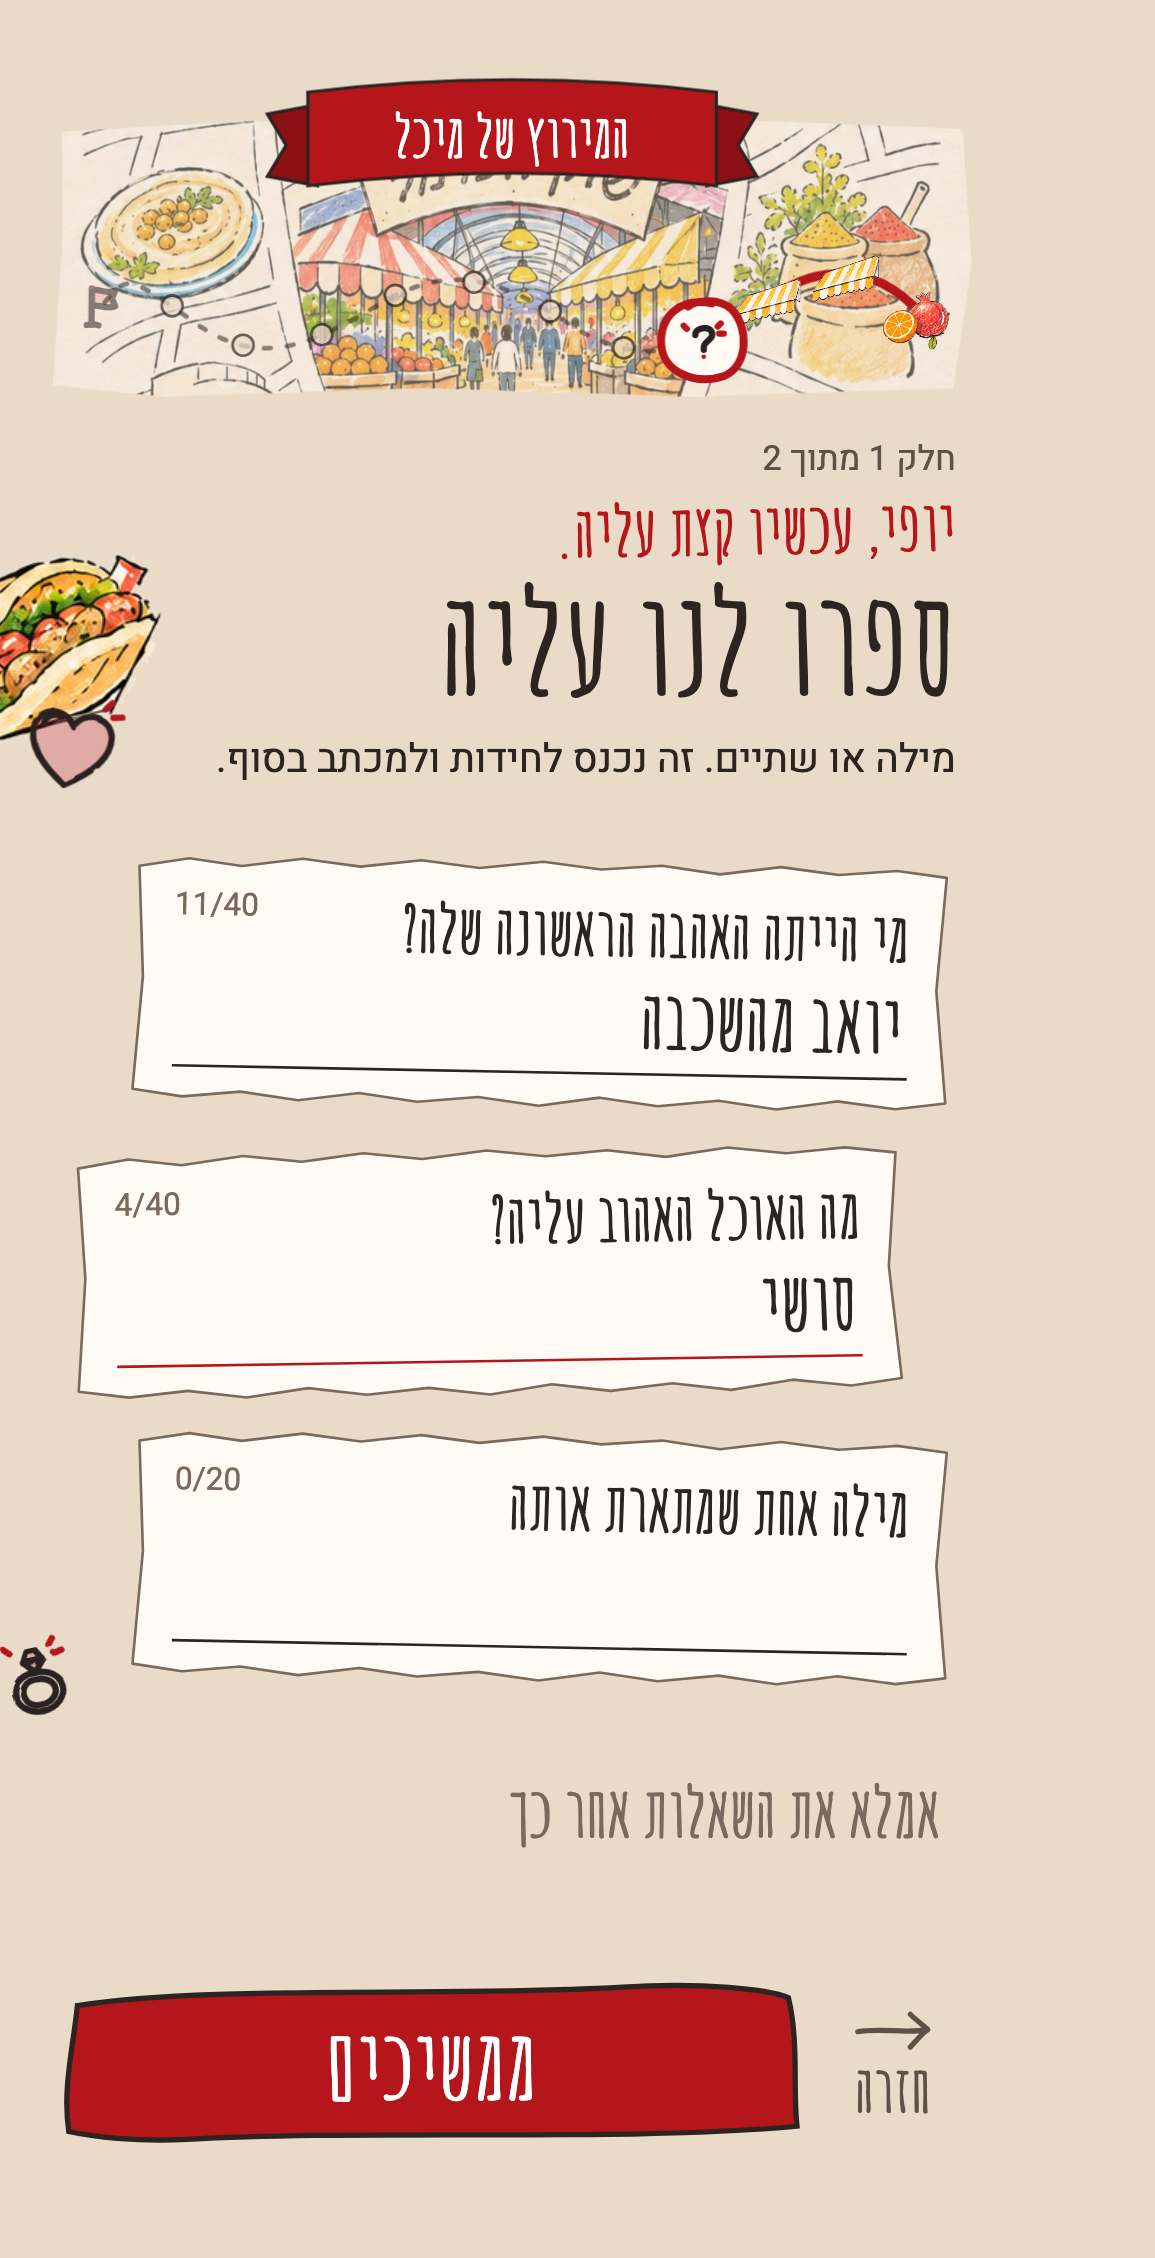 המירוץ של מיכל
חלק 1 מתוך 2
יופי, עכשיו קצת עליה.
ספרו לנו עליה
מילה או שתיים. זה נכנס לחידות ולמכתב בסוף.
מי הייתה האהבה הראשונה שלה?
11/40
יואב מהשכבה
מה האוכל האהוב עליה?
4/40
סושי
מילה אחת שמתארת אותה
0/20
אמלא את השאלות אחר כך
חזרה
ממשיכים